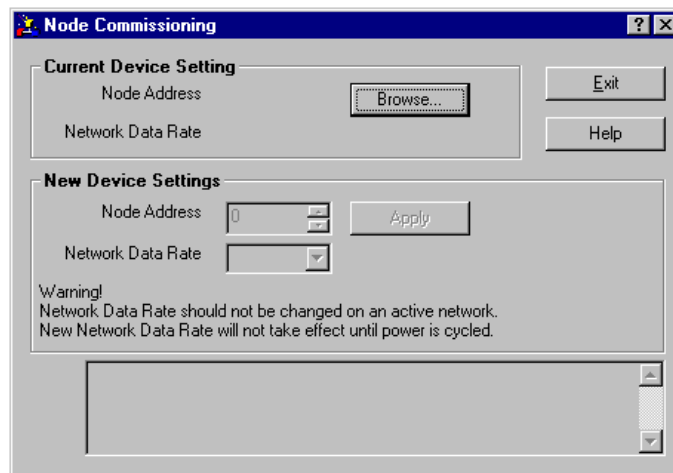 Node Commissioning
Current Device Setting
Node Address
Browse...
Exit
Network Data Rate
Help
New Device Settings
Node Address
0
Apply
Network Data Rate
Warning!
Network Data Rate should not be changed on an active network.
New Network Data Rate will not take effect until power is cycled.